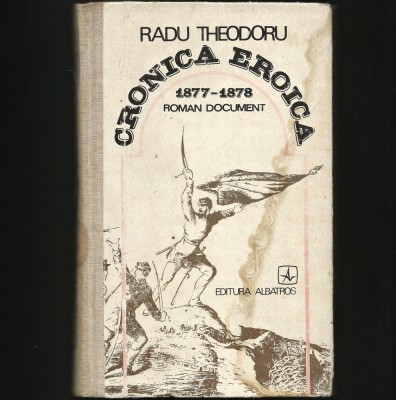 RADU THEODORU
CRONICA EROICA
1877-1878
ROMAN DOCUMENT
EDITURA ALBATROS